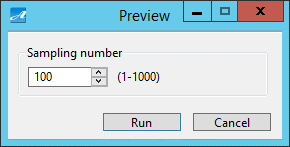 Preview
Sampling number
100 (1-1000)
Run Cancel